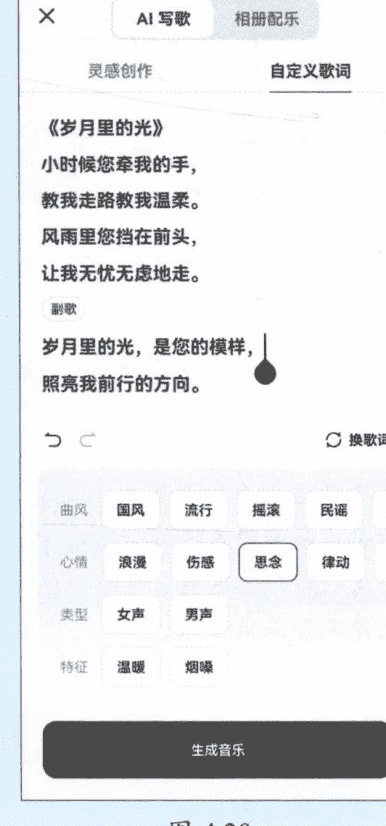 AI 写歌 相册配乐
灵感创作 自定义歌词
《岁月里的光》
小时候您牵我的手，
教我走路教我温柔。
风雨里您挡在前头，
让我无忧无虑地走。
副歌
岁月里的光，是您的模样，
照亮我前行的方向。
换歌词
曲风 国风 流行 摇滚 民谣
心情 浪漫 伤感 思念 律动
类型 女声 男声
特征 温暖 烟嗓
生成音乐